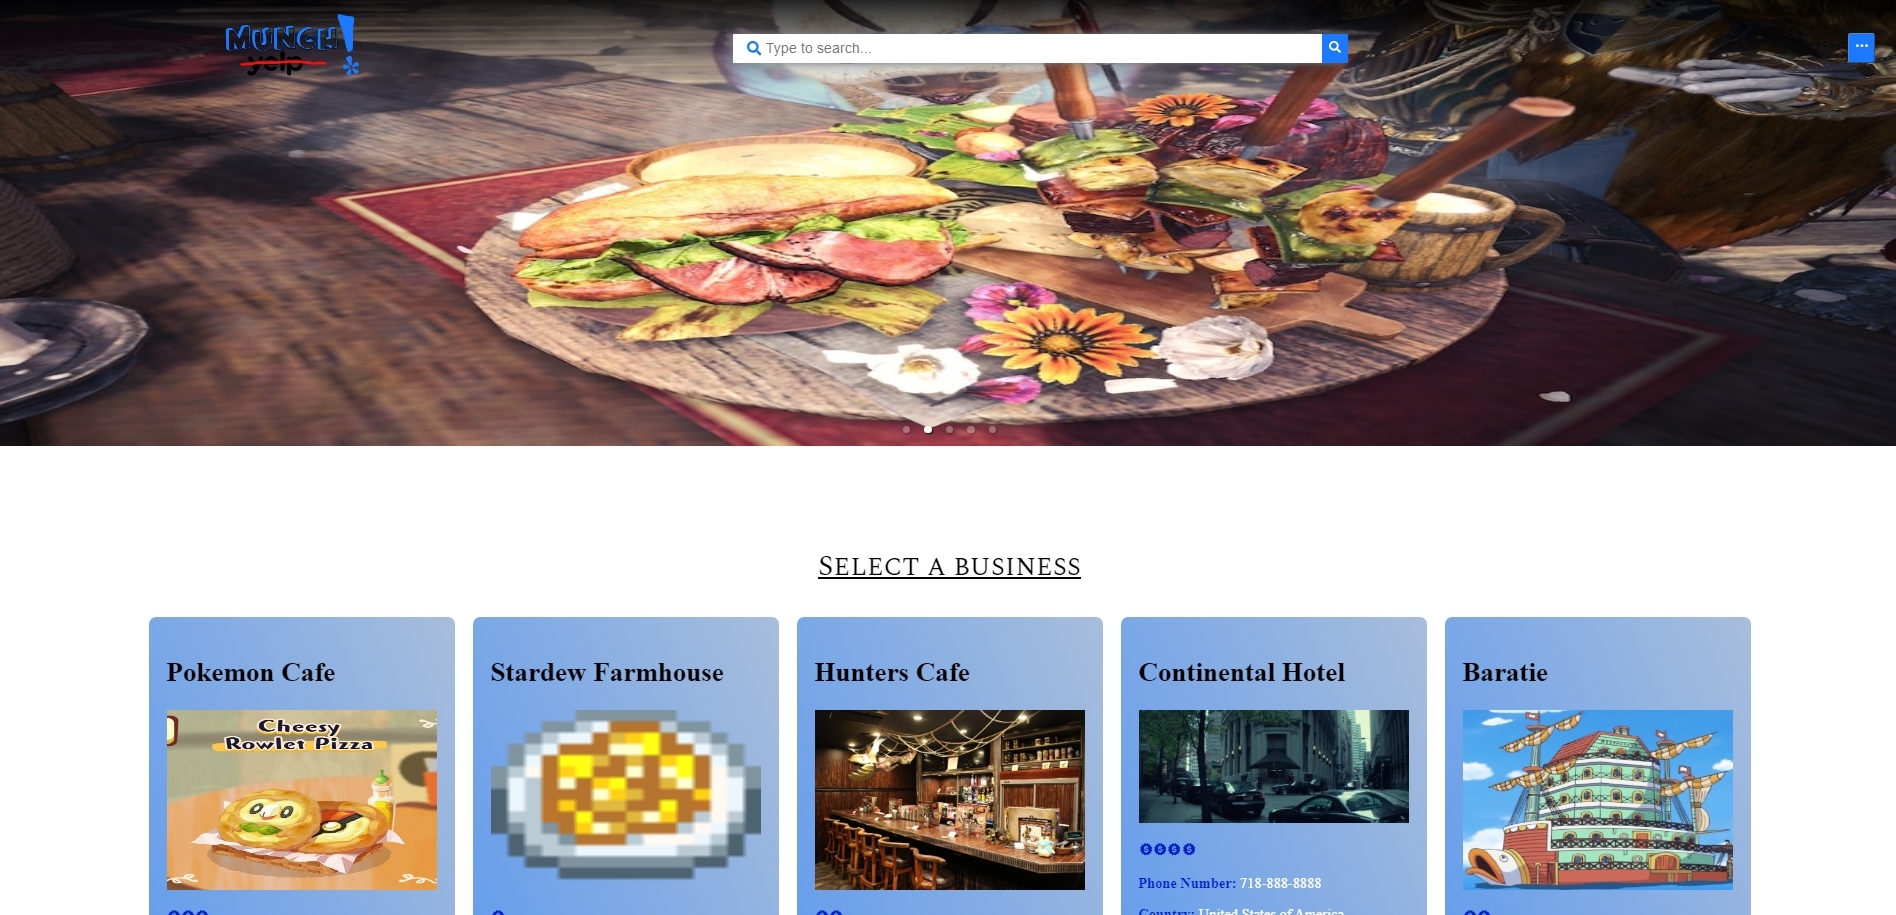 MUNCH!
yelp
Type to search...
SELECT A BUSINESS
Pokemon Cafe
Stardew Farmhouse
Hunters Cafe
Continental Hotel
Baratie
Cheesy
Rowlet Pizza
Phone Number: 718-888-8888
Country: United States of America